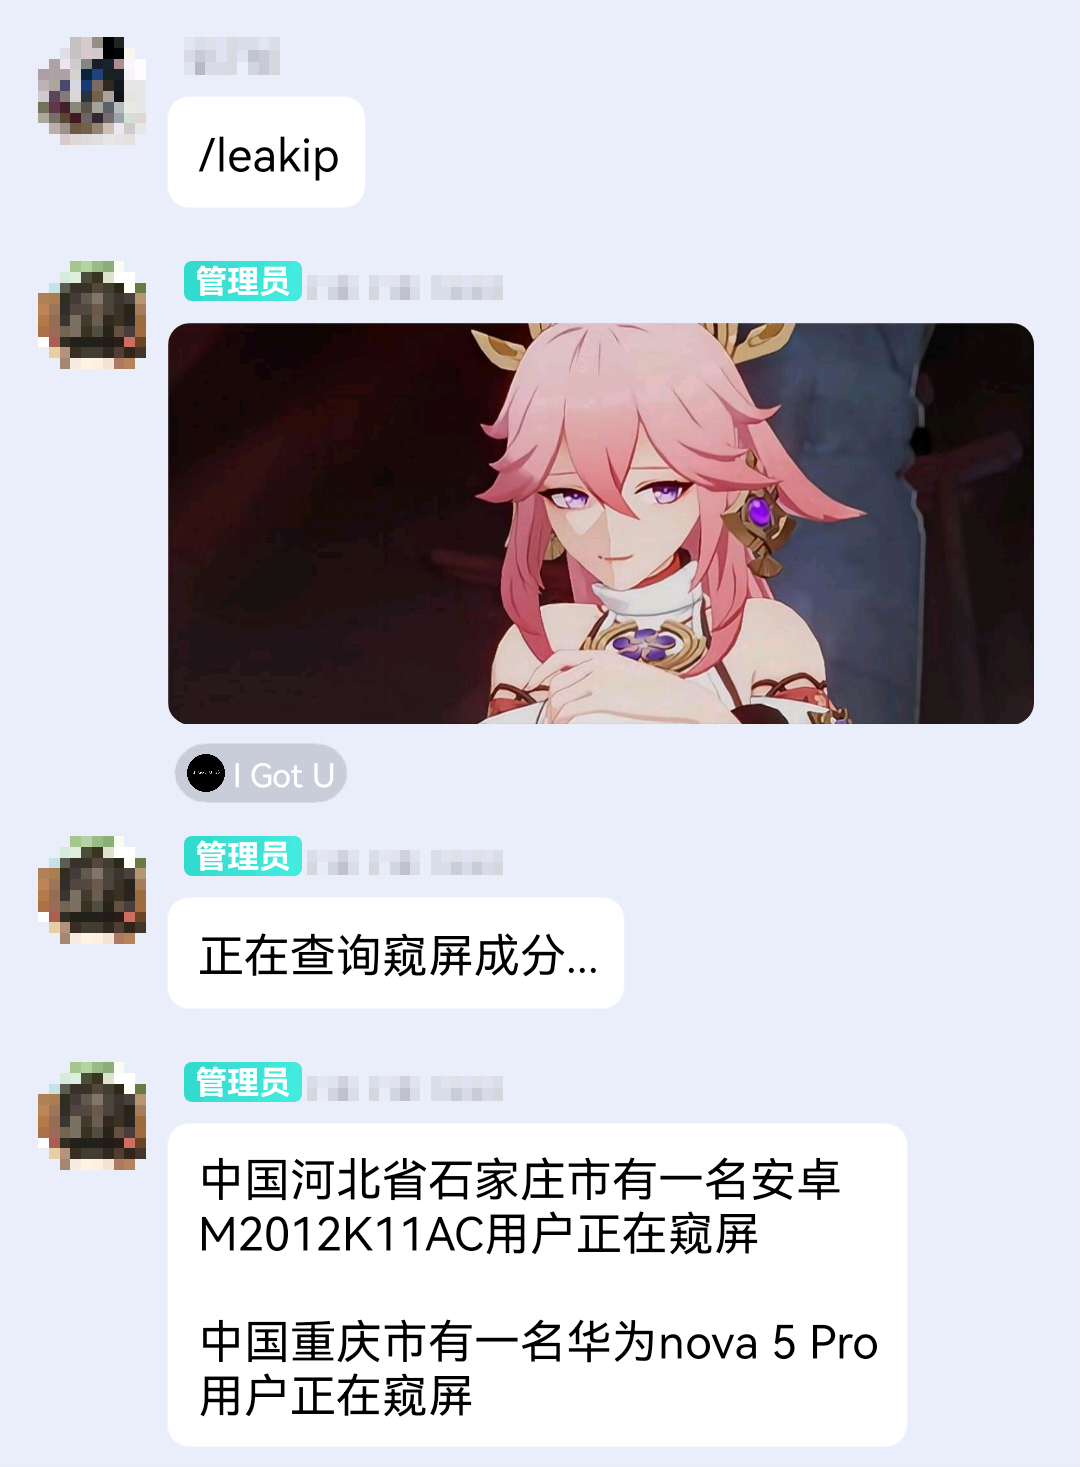 /leakip
管理员
I Got U
管理员
正在查询窥屏成分...
管理员
中国河北省石家庄市有一名安卓
M2012K11AC用户正在窥屏
中国重庆市有一名华为nova 5 Pro
用户正在窥屏